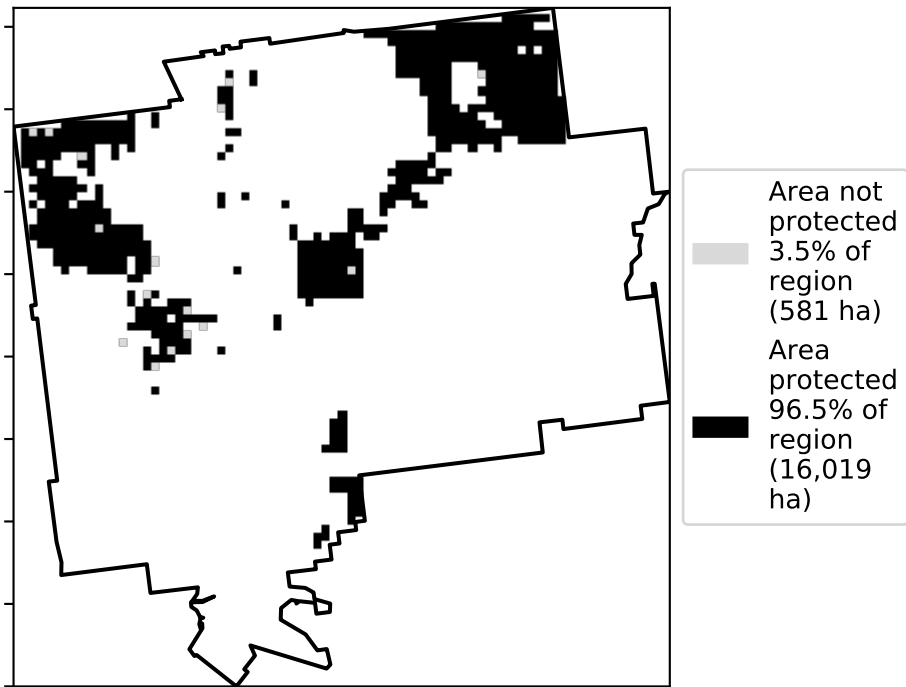 Area not
protected
3.5% of
region
(581 ha)
Area
protected
96.5% of
region
(16,019
ha)